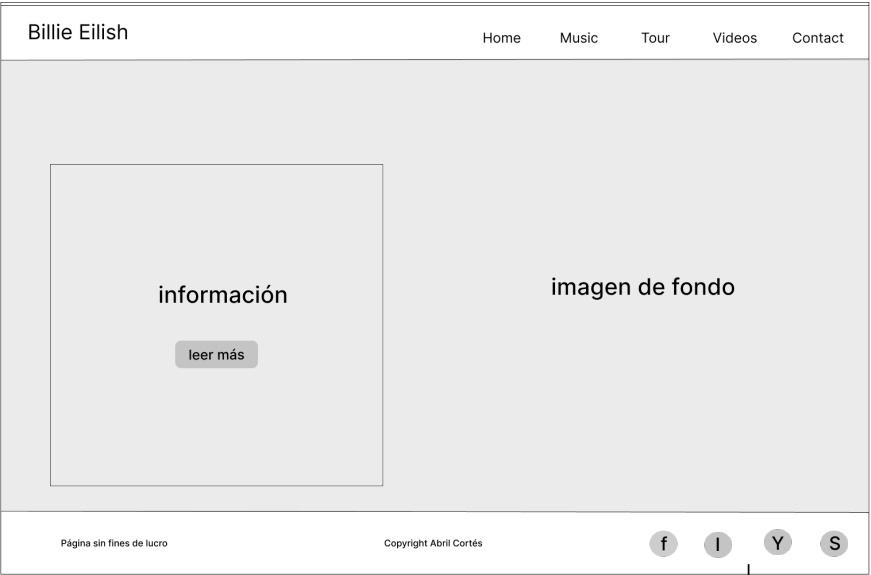 Billie Eilish
Home Music Tour Videos Contact
información
leer más
imagen de fondo
Página sin fines de lucro
Copyright Abril Cortés
f I Y S